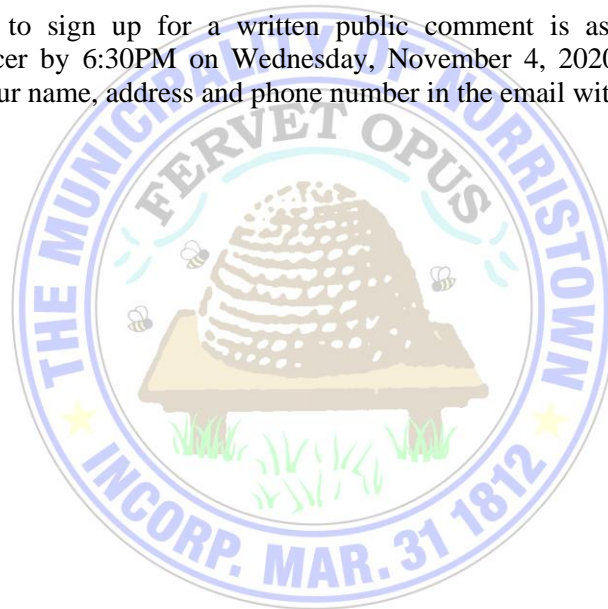 to sign up for a written public comment is as
cer by 6:30PM on Wednesday, November 4, 2020
ur name, address and phone number in the email wit
THE MUNICIPALITY OF NORRISTOWN
FERVET OPUS
INCORP. MAR. 31 1812